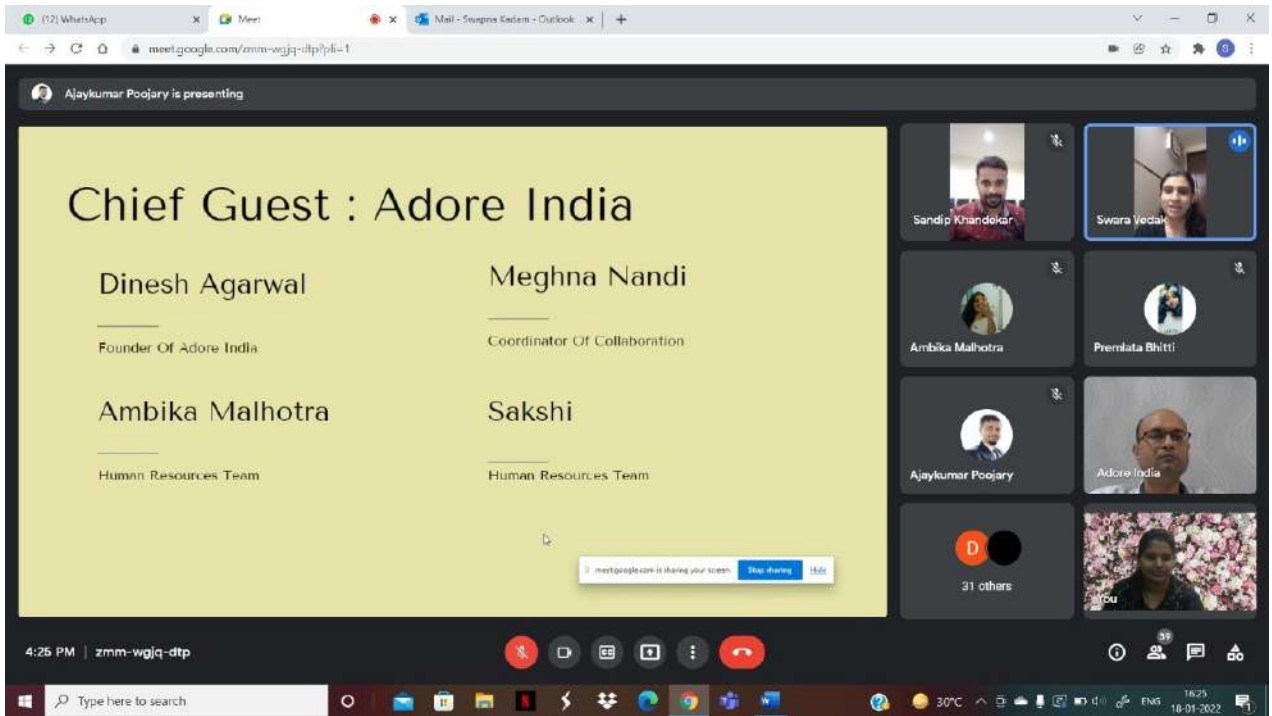 (12) WhatsApp
Meet
Mail - Swapna Kadam - Outlook
meet.google.com/zmm-wgjq-dtp?pli=1
S
Ajaykumar Poojary is presenting
Chief Guest : Adore India
Dinesh Agarwal
Founder Of Adore India
Meghna Nandi
Coordinator Of Collaboration
Ambika Malhotra
Human Resources Team
Sakshi
Human Resources Team
meet.google.com is sharing your screen.
Stop sharing
Hide
Sandip Khandekar
Swara Vedak
Ambika Malhotra
Premlata Bhitti
Ajaykumar Poojary
Adore India
D
31 others
You
4:25 PM | zmm-wgjq-dtp
39
Type here to search
30°C
ENG
16:25
18-01-2022